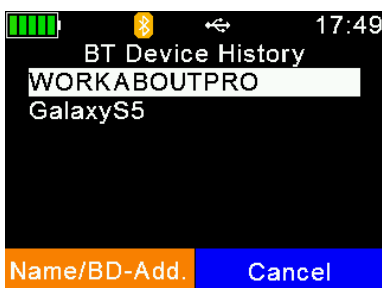 17:49
BT Device History
WORKABOUTPRO
GalaxyS5
Name/BD-Add. Cancel